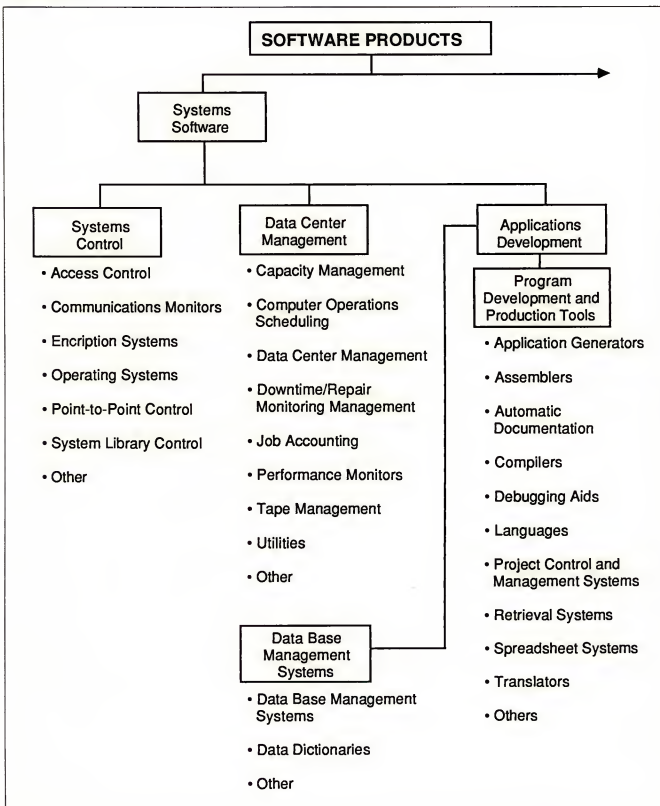 SOFTWARE PRODUCTS
Systems
Software
Systems
Control
• Access Control
• Communications Monitors
• Encription Systems
• Operating Systems
• Point-to-Point Control
• System Library Control
• Other
Data Center
Management
• Capacity Management
• Computer Operations
Scheduling
• Data Center Management
• Downtime/Repair
Monitoring Management
• Job Accounting
• Performance Monitors
• Tape Management
• Utilities
• Other
Data Base
Management
Systems
• Data Base Management
Systems
• Data Dictionaries
• Other
Applications
Development
Program
Development and
Production Tools
• Application Generators
• Assemblers
• Automatic
Documentation
• Compilers
• Debugging Aids
• Languages
• Project Control and
Management Systems
• Retrieval Systems
• Spreadsheet Systems
• Translators
• Others